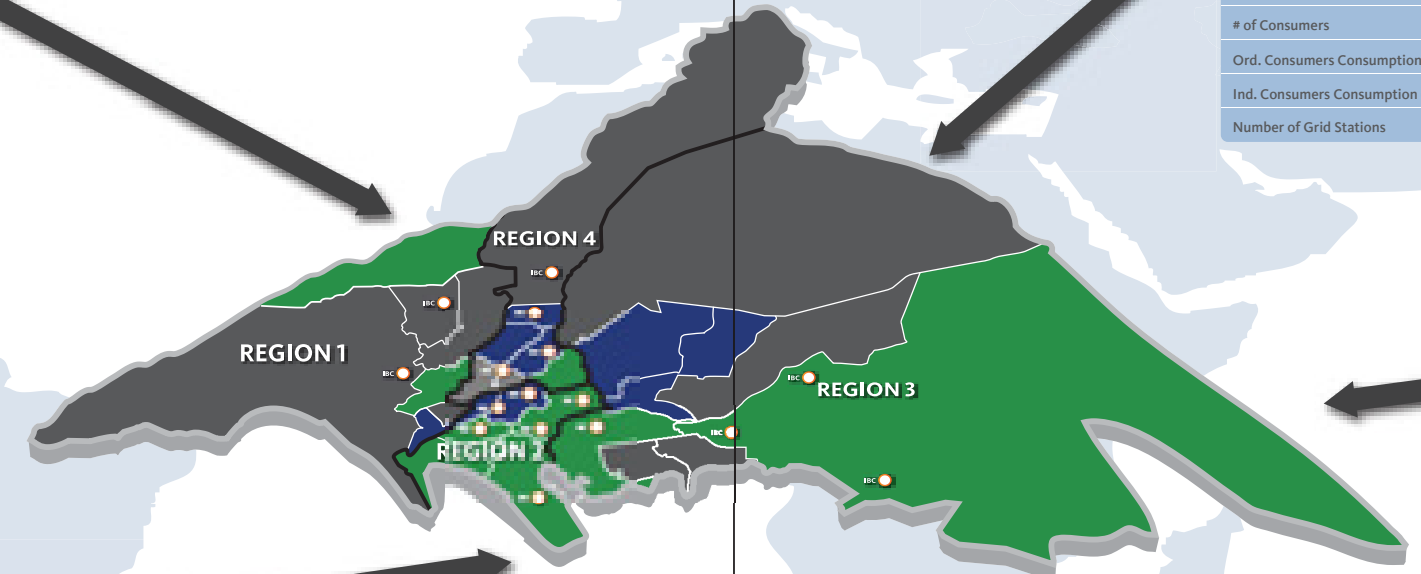 # of Consumers
Ord. Consumers Consumption
Ind. Consumers Consumption
Number of Grid Stations
REGION 4
IBC
IBC
REGION 1
IBC
IBC
REGION 3
IBC
REGION 2
IBC